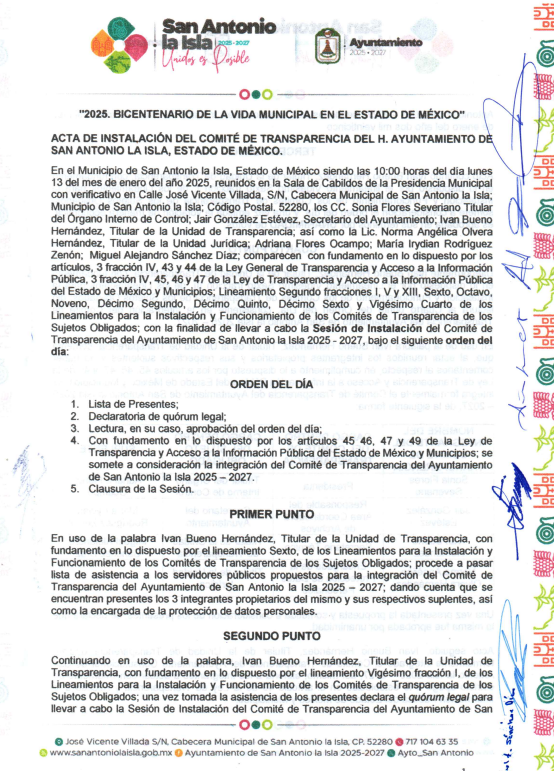 San Antonio
la Isla 2025 - 2027
Unidos es Posible
Ayuntamiento
2025 - 2027
"2025. BICENTENARIO DE LA VIDA MUNICIPAL EN EL ESTADO DE MÉXICO"
ACTA DE INSTALACIÓN DEL COMITÉ DE TRANSPARENCIA DEL H. AYUNTAMIENTO DE
SAN ANTONIO LA ISLA, ESTADO DE MÉXICO.
En el Municipio de San Antonio la Isla, Estado de México siendo las 10:00 horas del día lunes
13 del mes de enero del año 2025, reunidos en la Sala de Cabildos de la Presidencia Municipal
con verificativo en Calle José Vicente Villada, S/N, Cabecera Municipal de San Antonio la Isla;
Municipio de San Antonio la Isla; Código Postal. 52280, los CC. Sonia Flores Severiano Titular
del Órgano Interno de Control; Jair González Estévez, Secretario del Ayuntamiento; Ivan Bueno
Hernández, Titular de la Unidad de Transparencia; así como la Lic. Norma Angélica Olvera
Hernández, Titular de la Unidad Jurídica; Adriana Flores Ocampo; María Irydian Rodríguez
Zenón; Miguel Alejandro Sánchez Díaz; comparecen con fundamento en lo dispuesto por los
artículos, 3 fracción IV, 43 y 44 de la Ley General de Transparencia y Acceso a la Información
Pública, 3 fracción IV, 45, 46 y 47 de la Ley de Transparencia y Acceso a la Información Pública
del Estado de México y Municipios; Lineamiento Segundo fracciones I, V y XIII, Sexto, Octavo,
Noveno, Décimo Segundo, Décimo Quinto, Décimo Sexto y Vigésimo Cuarto de los
Lineamientos para la Instalación y Funcionamiento de los Comités de Transparencia de los
Sujetos Obligados; con la finalidad de llevar a cabo la Sesión de Instalación del Comité de
Transparencia del Ayuntamiento de San Antonio la Isla 2025 - 2027, bajo el siguiente orden del
día:
ORDEN DEL DÍA
1. Lista de Presentes;
2. Declaratoria de quórum legal;
3. Lectura, en su caso, aprobación del orden del día;
4. Con fundamento en lo dispuesto por los artículos 45 46, 47 y 49 de la Ley de
Transparencia y Acceso a la Información Pública del Estado de México y Municipios; se
somete a consideración la integración del Comité de Transparencia del Ayuntamiento
de San Antonio la Isla 2025 – 2027.
5. Clausura de la Sesión.
PRIMER PUNTO
En uso de la palabra Ivan Bueno Hernández, Titular de la Unidad de Transparencia, con
fundamento en lo dispuesto por el lineamiento Sexto, de los Lineamientos para la Instalación y
Funcionamiento de los Comités de Transparencia de los Sujetos Obligados; procede a pasar
lista de asistencia a los servidores públicos propuestos para la integración del Comité de
Transparencia del Ayuntamiento de San Antonio la Isla 2025 – 2027; dando cuenta que se
encuentran presentes los 3 integrantes propietarios del mismo y sus respectivos suplentes, así
como la encargada de la protección de datos personales.
SEGUNDO PUNTO
Continuando en uso de la palabra, Ivan Bueno Hernández, Titular de la Unidad de
Transparencia, con fundamento en lo dispuesto por el lineamiento Vigésimo fracción I, de los
Lineamientos para la Instalación y Funcionamiento de los Comités de Transparencia de los
Sujetos Obligados; una vez tomada la asistencia de los presentes declara el quórum legal para
llevar a cabo la Sesión de Instalación del Comité de Transparencia del Ayuntamiento de San
José Vicente Villada S/N, Cabecera Municipal de San Antonio la Isla, CP. 52280 717 104 63 35
www.sanantoniolaisla.gob.mx Ayuntamiento de San Antonio la Isla 2025-2027 Ayto_San Antonio